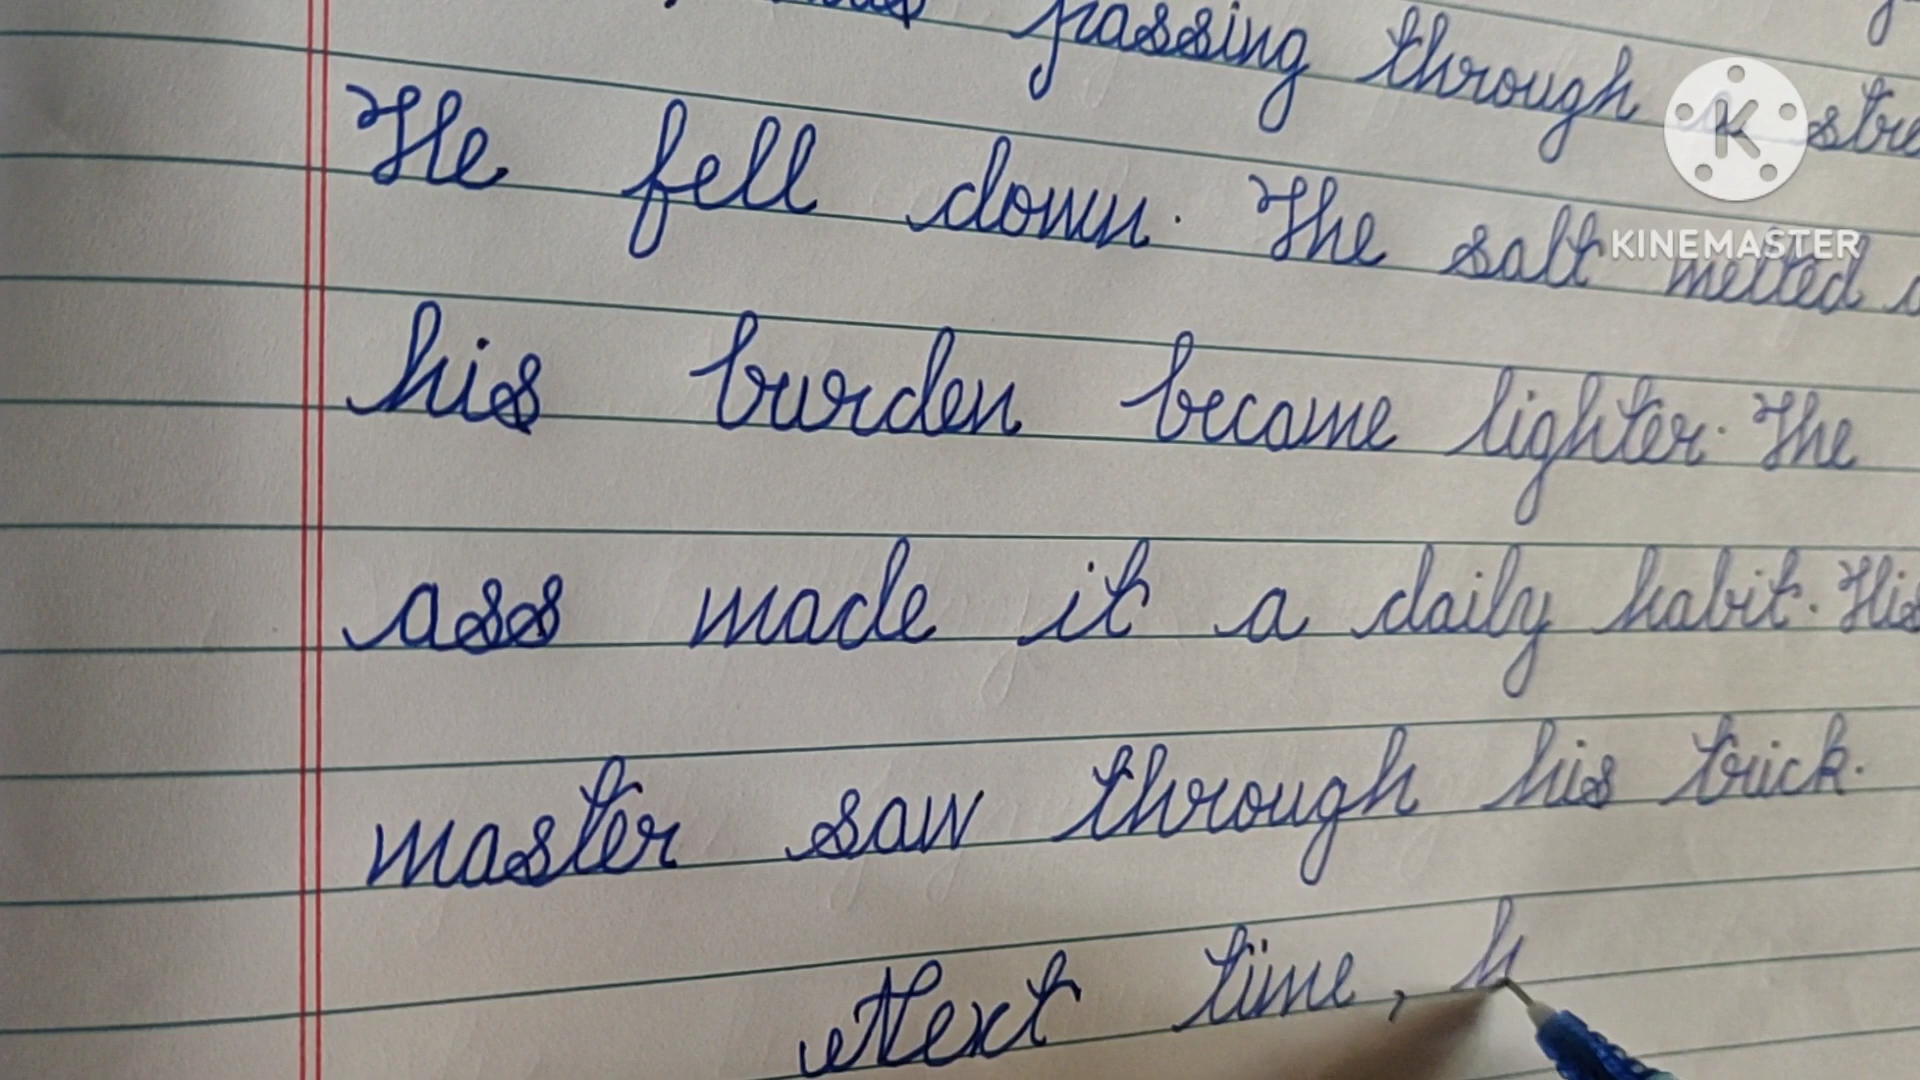 passing through
He fell down. The salt melted
his burden became lighter. The
ass made it a daily habit. His
master saw through his trick.
Next time, h
K
KINEMASTER